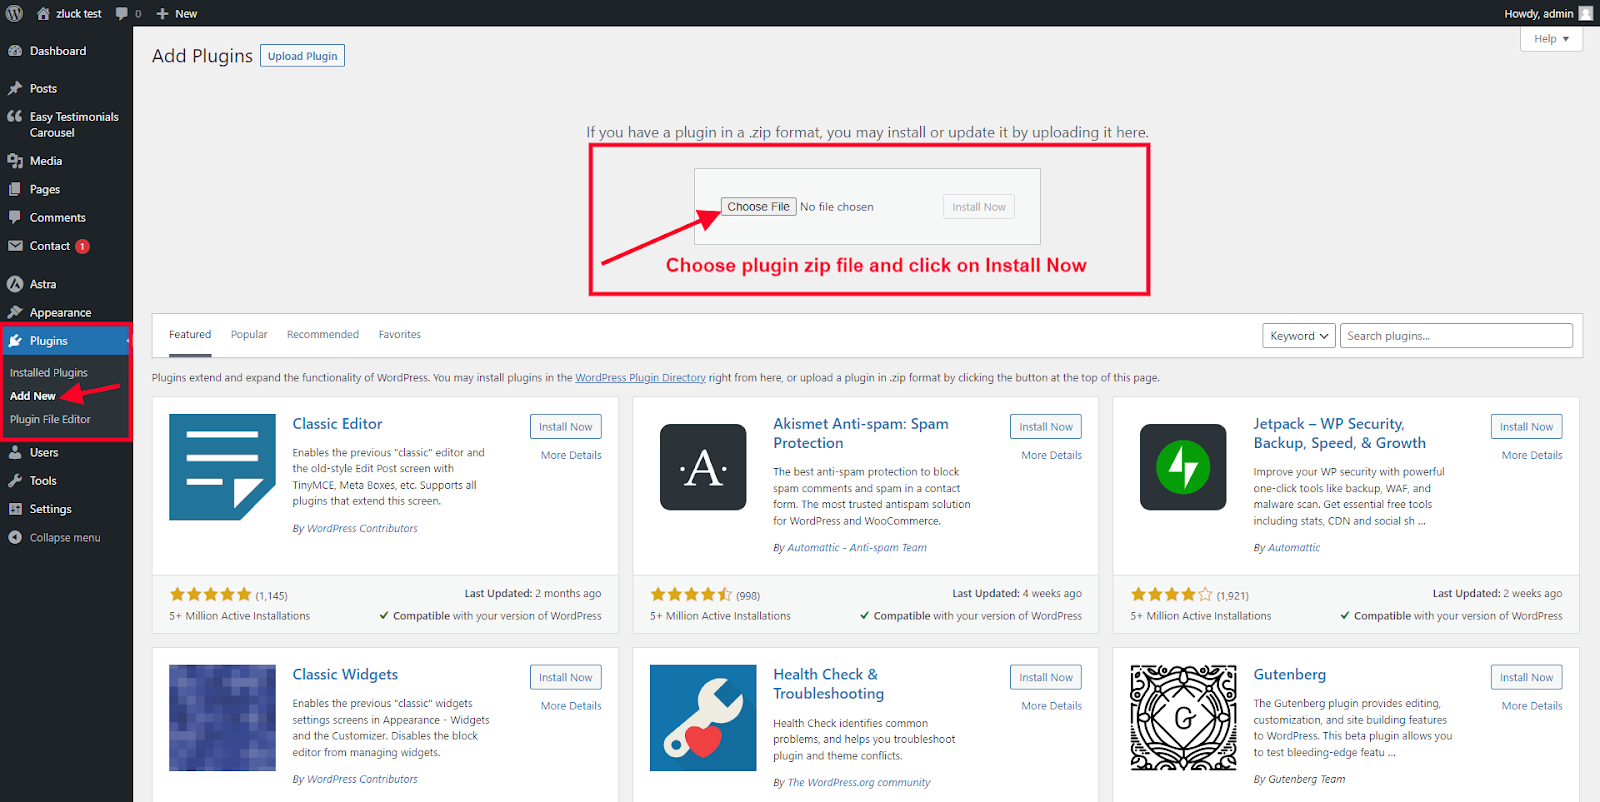 zluck test
0
New
Howdy, admin
Dashboard
Posts
Easy Testimonials
Carousel
Media
Pages
Comments
Contact 1
Astra
Appearance
Plugins
Installed Plugins
Add New
Plugin File Editor
Users
Tools
Settings
Collapse menu
Help
Add Plugins
Upload Plugin
If you have a plugin in a .zip format, you may install or update it by uploading it here.
Choose File No file chosen
Install Now
Choose plugin zip file and click on Install Now
Featured
Popular
Recommended
Favorites
Keyword
Search plugins...
Plugins extend and expand the functionality of WordPress. You may install plugins in the WordPress Plugin Directory right from here, or upload a plugin in .zip format by clicking the button at the top of this page.
Classic Editor
Install Now
More Details
Enables the previous "classic" editor and
the old-style Edit Post screen with
TinyMCE, Meta Boxes, etc. Supports all
plugins that extend this screen.
By WordPress Contributors
(1,145)
Last Updated: 2 months ago
5+ Million Active Installations
Compatible with your version of WordPress
·A·
Akismet Anti-spam: Spam
Protection
Install Now
More Details
The best anti-spam protection to block
spam comments and spam in a contact
form. The most trusted antispam solution
for WordPress and WooCommerce.
By Automattic - Anti-spam Team
(998)
Last Updated: 4 weeks ago
5+ Million Active Installations
Compatible with your version of WordPress
Jetpack – WP Security,
Backup, Speed, & Growth
Install Now
More Details
Improve your WP security with powerful
one-click tools like backup, WAF, and
malware scan. Get essential free tools
including stats, CDN and social sh ...
By Automattic
(1,921)
Last Updated: 2 weeks ago
5+ Million Active Installations
Compatible with your version of WordPress
Classic Widgets
Install Now
More Details
Enables the previous "classic" widgets
settings screens in Appearance - Widgets
and the Customizer. Disables the block
editor from managing widgets.
By WordPress Contributors
Health Check &
Troubleshooting
Install Now
More Details
Health Check identifies common
problems, and helps you troubleshoot
plugin and theme conflicts.
By The WordPress.org community
G
Gutenberg
Install Now
More Details
The Gutenberg plugin provides editing,
customization, and site building features
to WordPress. This beta plugin allows you
to test bleeding-edge featu ...
By Gutenberg Team